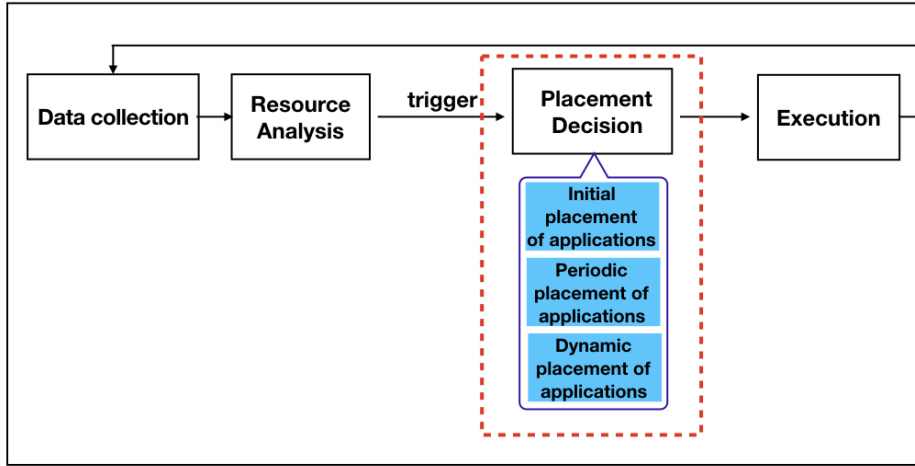 Data collection
Resource
Analysis
trigger
Placement
Decision
Execution
Initial
placement
of applications
Periodic
placement of
applications
Dynamic
placement of
applications